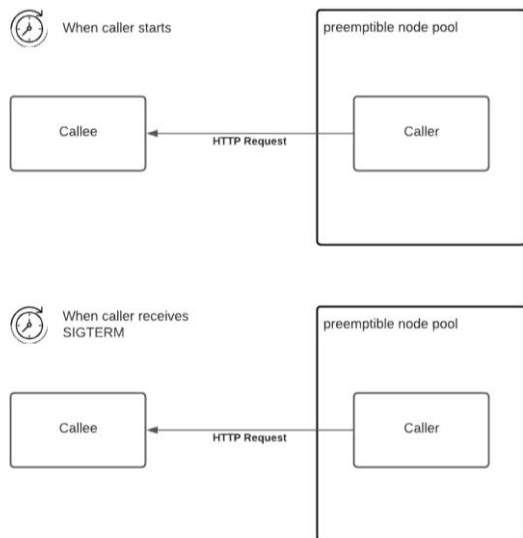 When caller starts
preemptible node pool
Callee
HTTP Request
Caller
When caller receives
SIGTERM
preemptible node pool
Callee
HTTP Request
Caller